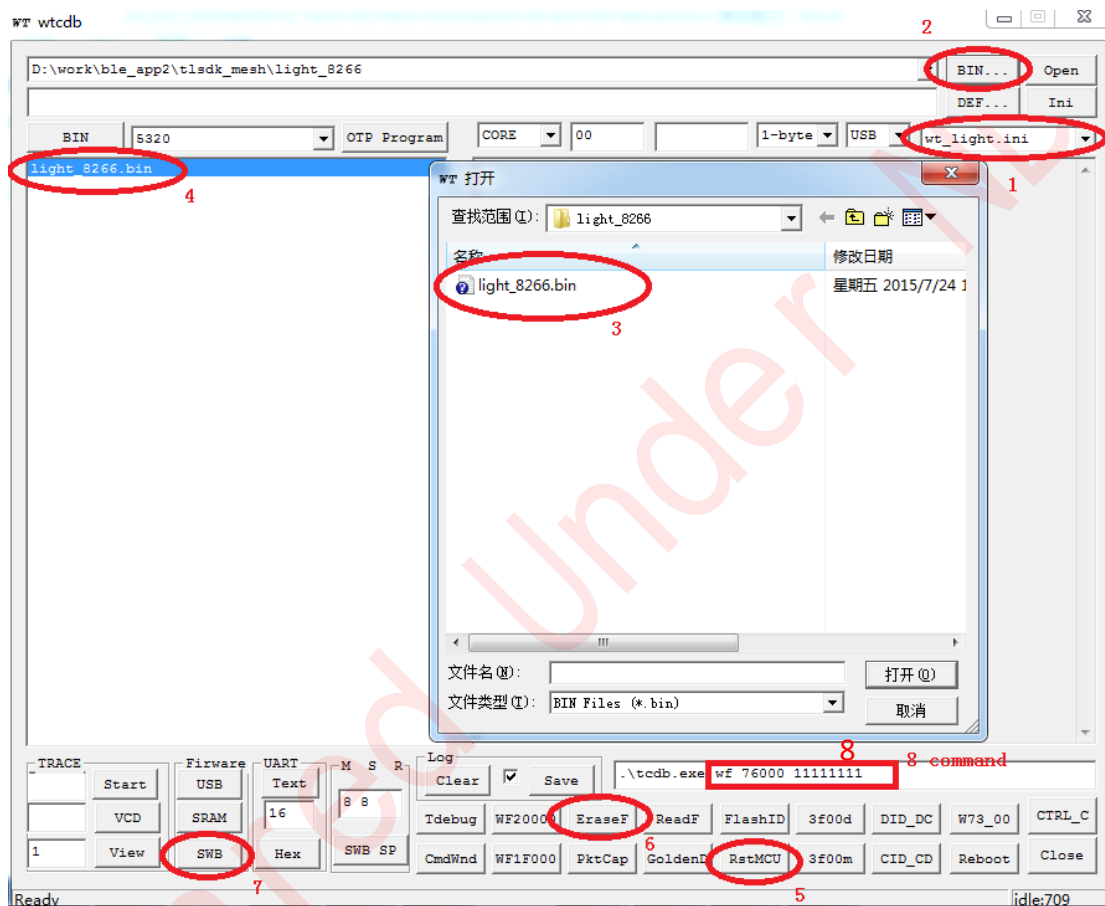 WT wtcdb
2
D:\work\ble_app2\tlsdk_mesh\light_8266
BIN... Open
DEF... Ini
BIN 5320 OTP Program CORE 00 1-byte USB wt_light.ini
1
light_8266.bin
4
WT 打开
查找范围(I): light_8266
名称 修改日期
light_8266.bin 星期五 2015/7/24 1
3
文件名(N): 打开(O)
文件类型(T): BIN Files (*.bin) 取消
TRACE Firware UART M S R Log 8 8 command
Start USB Text Clear Save .\tcdb.exe wf 76000 11111111
VCD SRAM 16 8 8 Tdebug WF20000 EraseF ReadF FlashID 3f00d DID_DC W73_00 CTRL_C
6
1 View SWB Hex SWB SP CmdWnd WF1F000 PktCap GoldenD RstMCU 3f00m CID_CD Reboot Close
7 5
Ready idle:709
ered Under